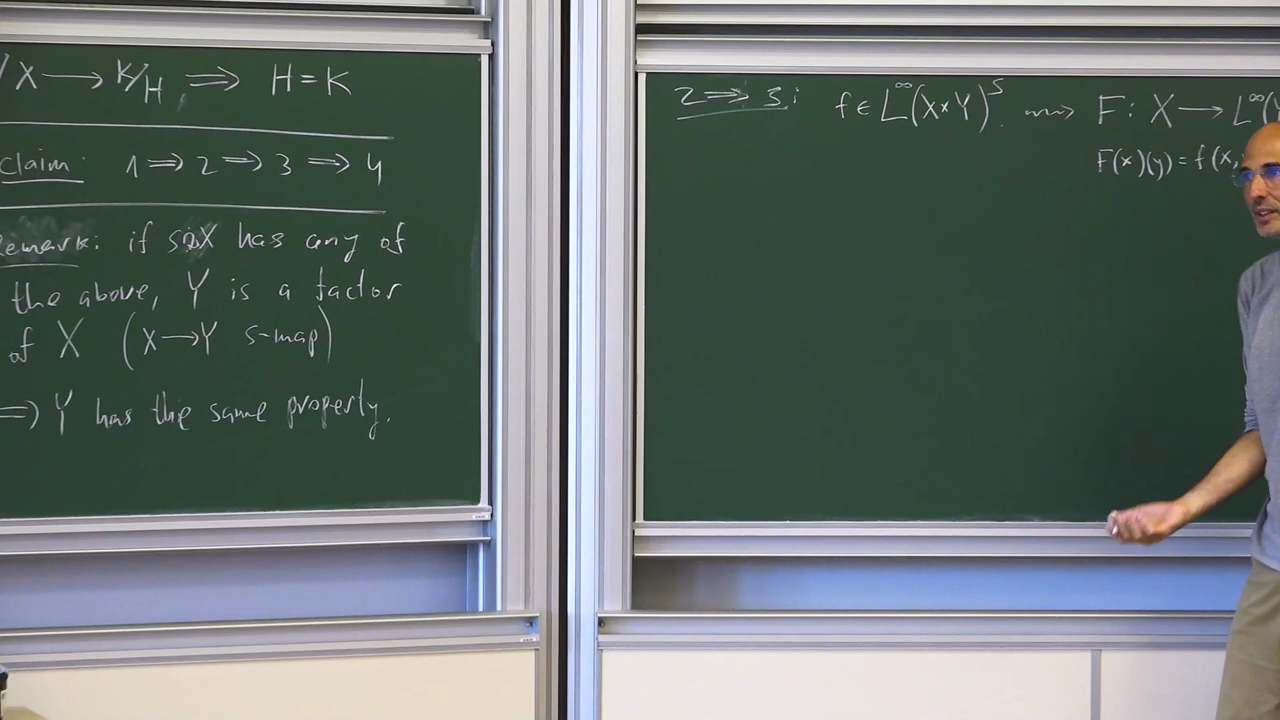 /X ⟶ K/H, ⟹ H=K
Claim: 1⟹2⟹3⟹4
Remark: if s↷X has any of
the above, Y is a factor
of X (X⟶Y s-map)
⟹ Y has the same property.
2⟹3: f∈L^∞(X×Y)^S ⇝ F: X⟶L^∞(Y
F(x)(y)=f(x,